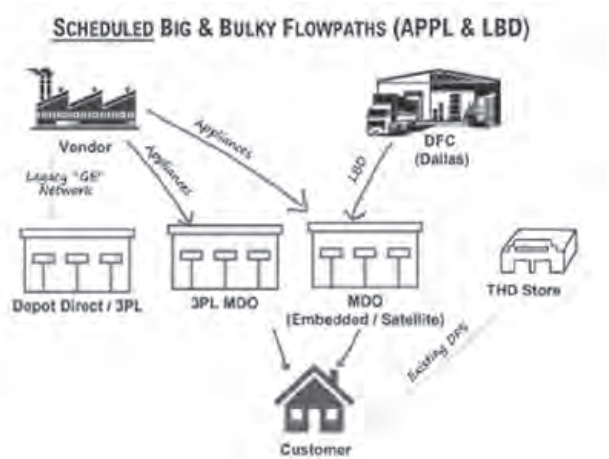 SCHEDULED BIG & BULKY FLOWPATHS (APPL & LBD)
Vendor
Appliances
Appliances
DFC
(Dallas)
LBD
Legacy "GE"
Network
Depot Direct / 3PL
3PL MDO
MDO
(Embedded / Satellite)
THD Store
Existing DFS
Customer